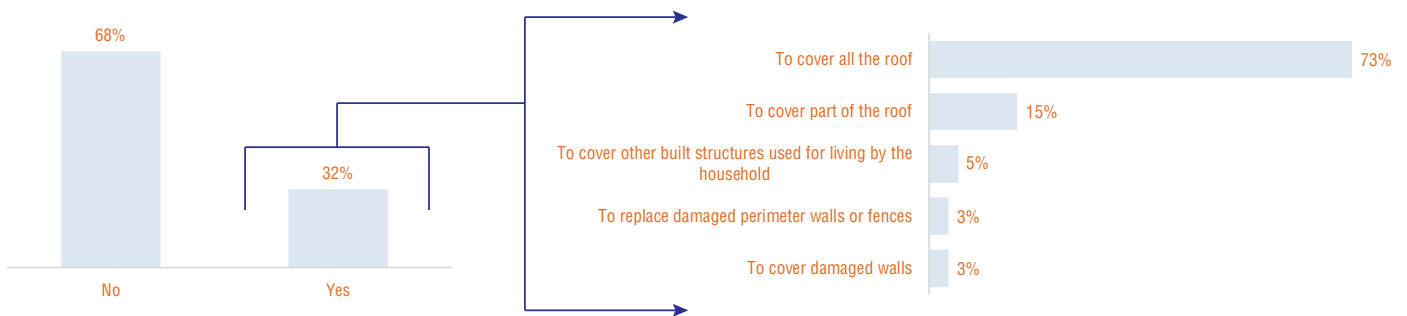 68%
32%
No
Yes
To cover all the roof
73%
To cover part of the roof
15%
To cover other built structures used for living by the
household
5%
To replace damaged perimeter walls or fences
3%
To cover damaged walls
3%